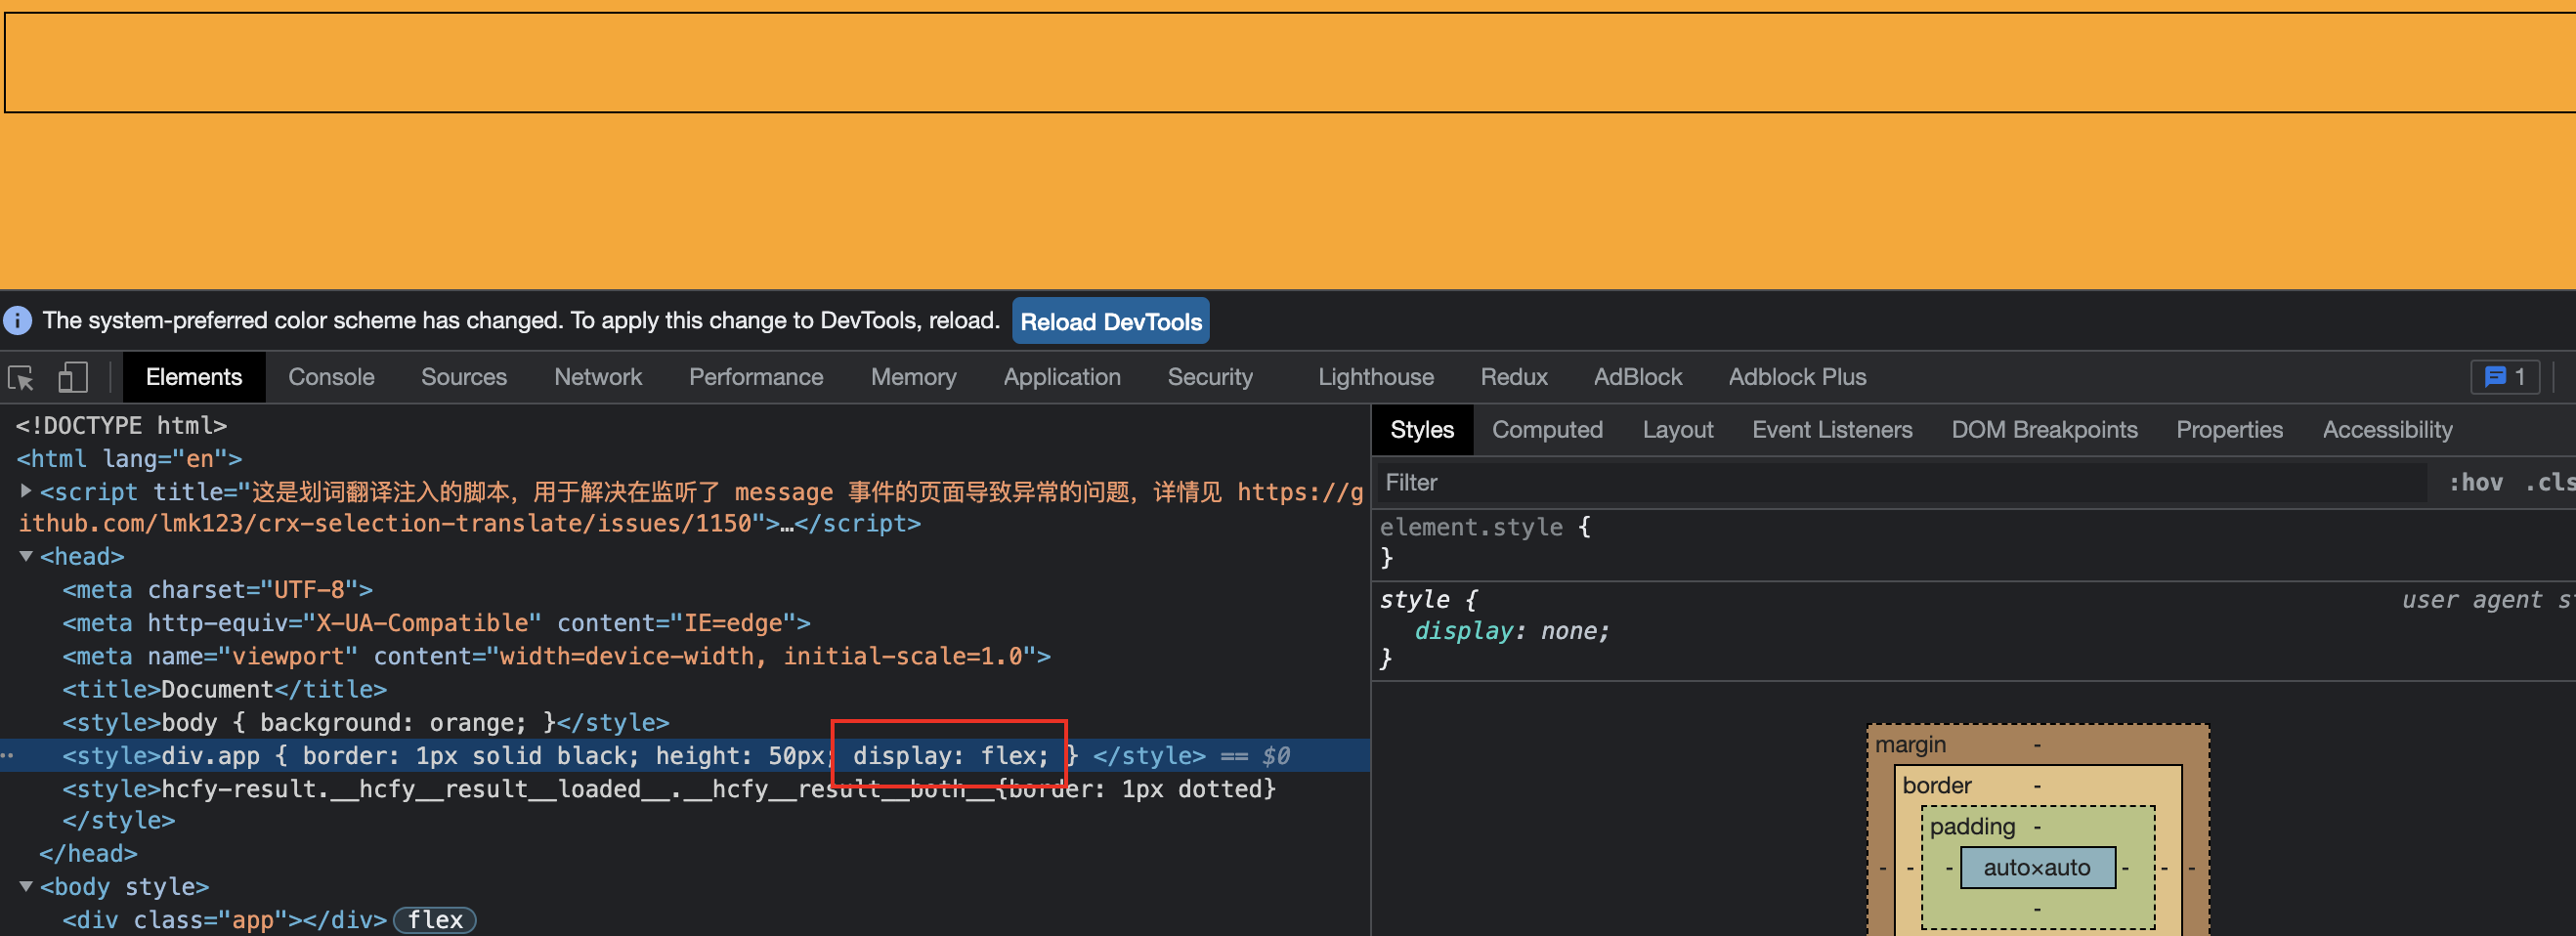 The system-preferred color scheme has changed. To apply this change to DevTools, reload. Reload DevTools
Elements Console Sources Network Performance Memory Application Security Lighthouse Redux AdBlock Adblock Plus 1
<!DOCTYPE html>
<html lang="en">
<script title="这是划词翻译注入的脚本，用于解决在监听了 message 事件的页面导致异常的问题，详情见 https://g
ithub.com/lmk123/crx-selection-translate/issues/1150">…</script>
<head>
<meta charset="UTF-8">
<meta http-equiv="X-UA-Compatible" content="IE=edge">
<meta name="viewport" content="width=device-width, initial-scale=1.0">
<title>Document</title>
<style>body { background: orange; }</style>
<style>div.app { border: 1px solid black; height: 50px; display: flex; } </style> == $0
<style>hcfy-result.__hcfy__result__loaded__.__hcfy__result__both__{border: 1px dotted}
</style>
</head>
<body style>
<div class="app"></div> flex
Styles Computed Layout Event Listeners DOM Breakpoints Properties Accessibility
Filter :hov .cls
element.style {
}
style { user agent st
display: none;
}
margin -
border -
padding -
- - - auto×auto - - -
-